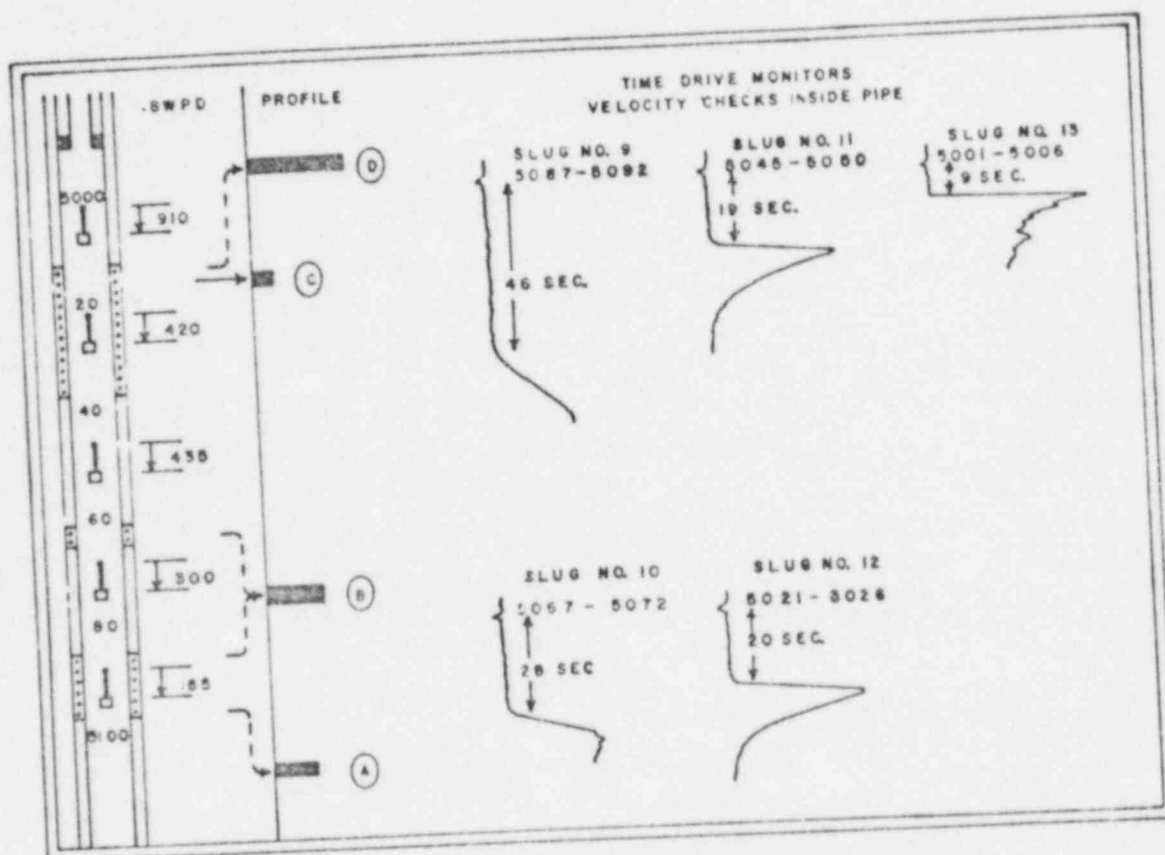 BWPD
PROFILE
TIME DRIVE MONITORS
VELOCITY CHECKS INSIDE PIPE
5000
910
20
420
40
435
60
300
80
185
5100
D
C
B
A
SLUG NO. 9
5087-5092
46 SEC.
SLUG NO. 11
5045-5050
19 SEC.
SLUG NO. 13
5001-5006
9 SEC.
SLUG NO. 10
5067 - 5072
28 SEC
SLUG NO. 12
5021-5026
20 SEC.